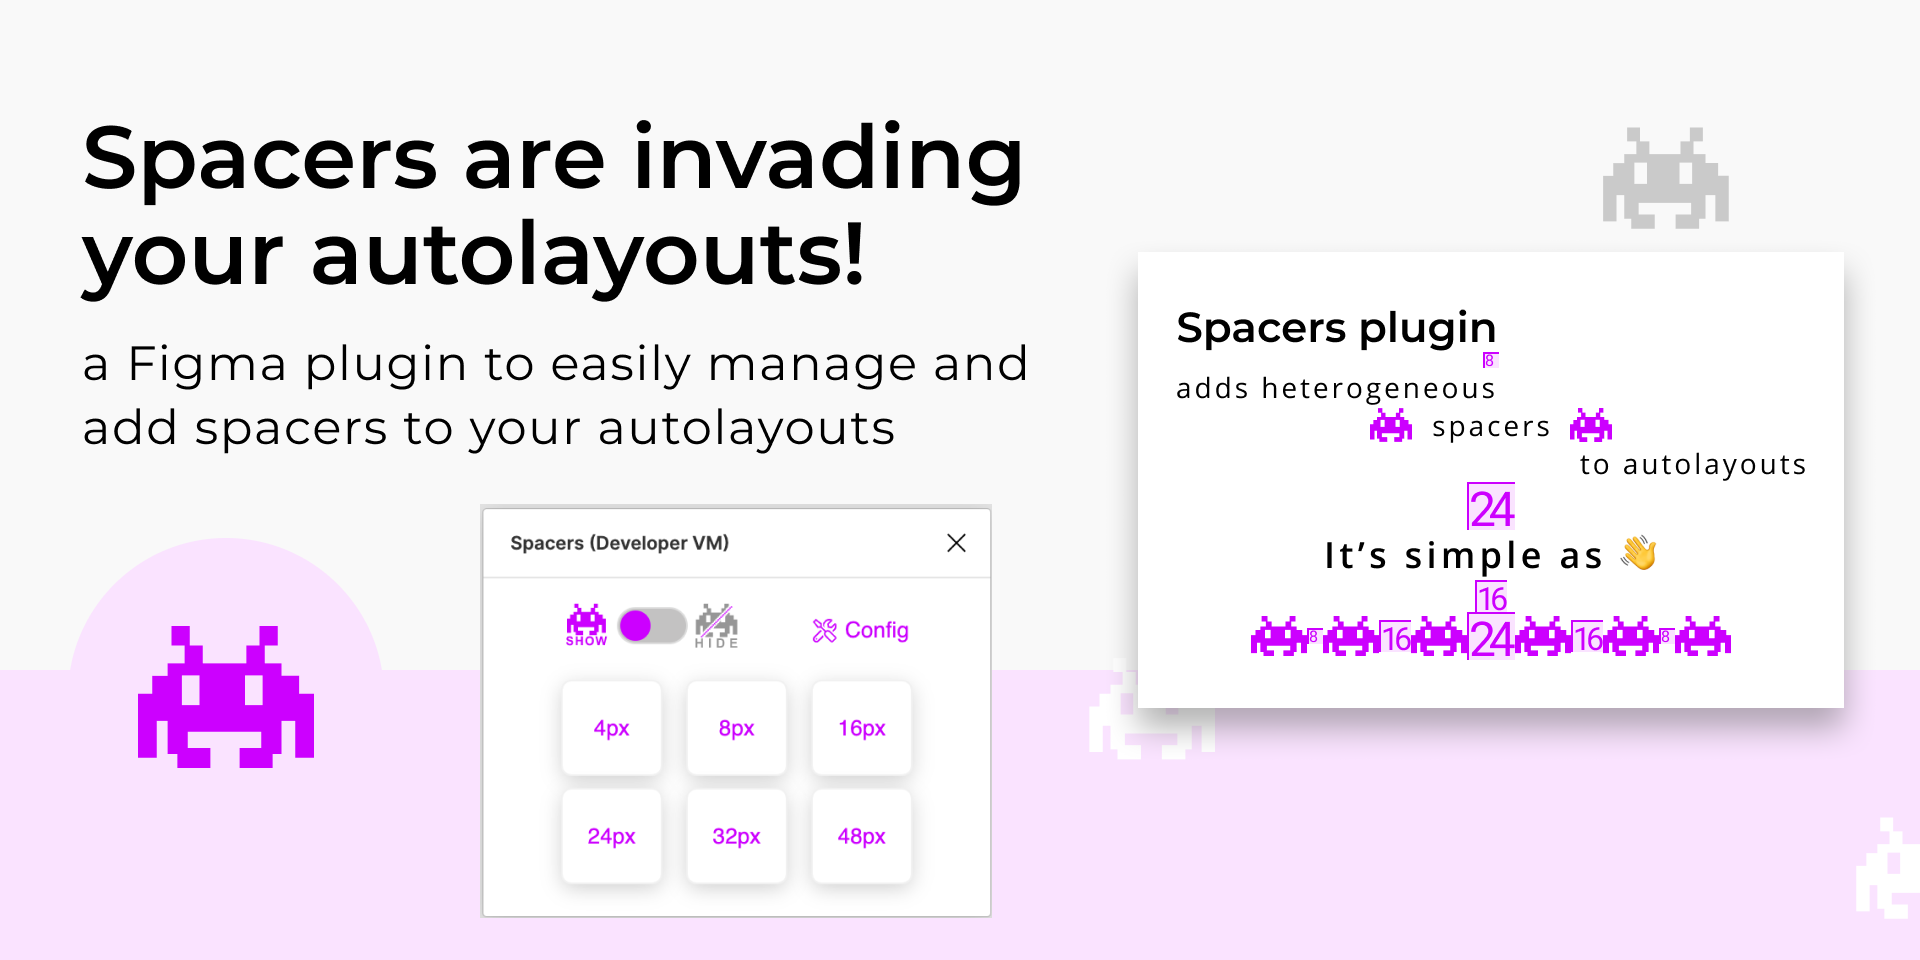 Spacers are invading
your autolayouts!
a Figma plugin to easily manage and
add spacers to your autolayouts
Spacers (Developer VM)
SHOW
HIDE
Config
4px
8px
16px
24px
32px
48px
Spacers plugin
8
adds heterogeneous
spacers
to autolayouts
24
It's simple as 👋
16
8 16 24 16 8